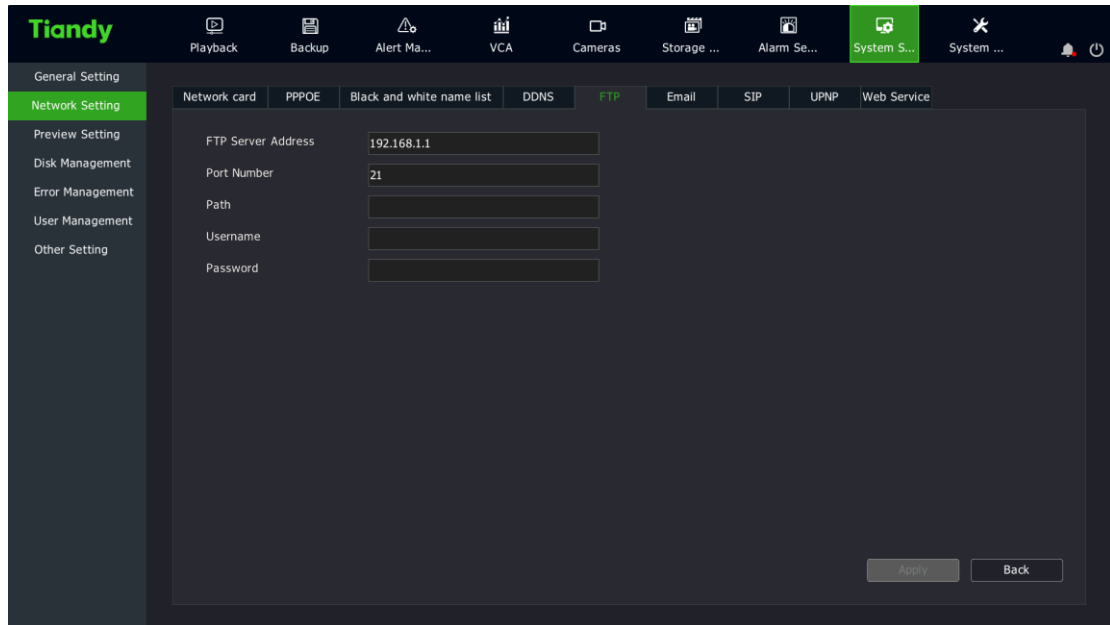 Tiandy
Playback Backup Alert Ma... VCA Cameras Storage ... Alarm Se... System S... System ...
General Setting
Network Setting
Preview Setting
Disk Management
Error Management
User Management
Other Setting
Network card PPPOE Black and white name list DDNS FTP Email SIP UPNP Web Service
FTP Server Address 192.168.1.1
Port Number 21
Path
Username
Password
Apply Back